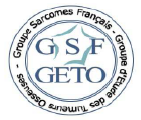 Groupe Sarcomes Français - Groupe d'Etude des Tumeurs Osseuses -
GSF
GETO